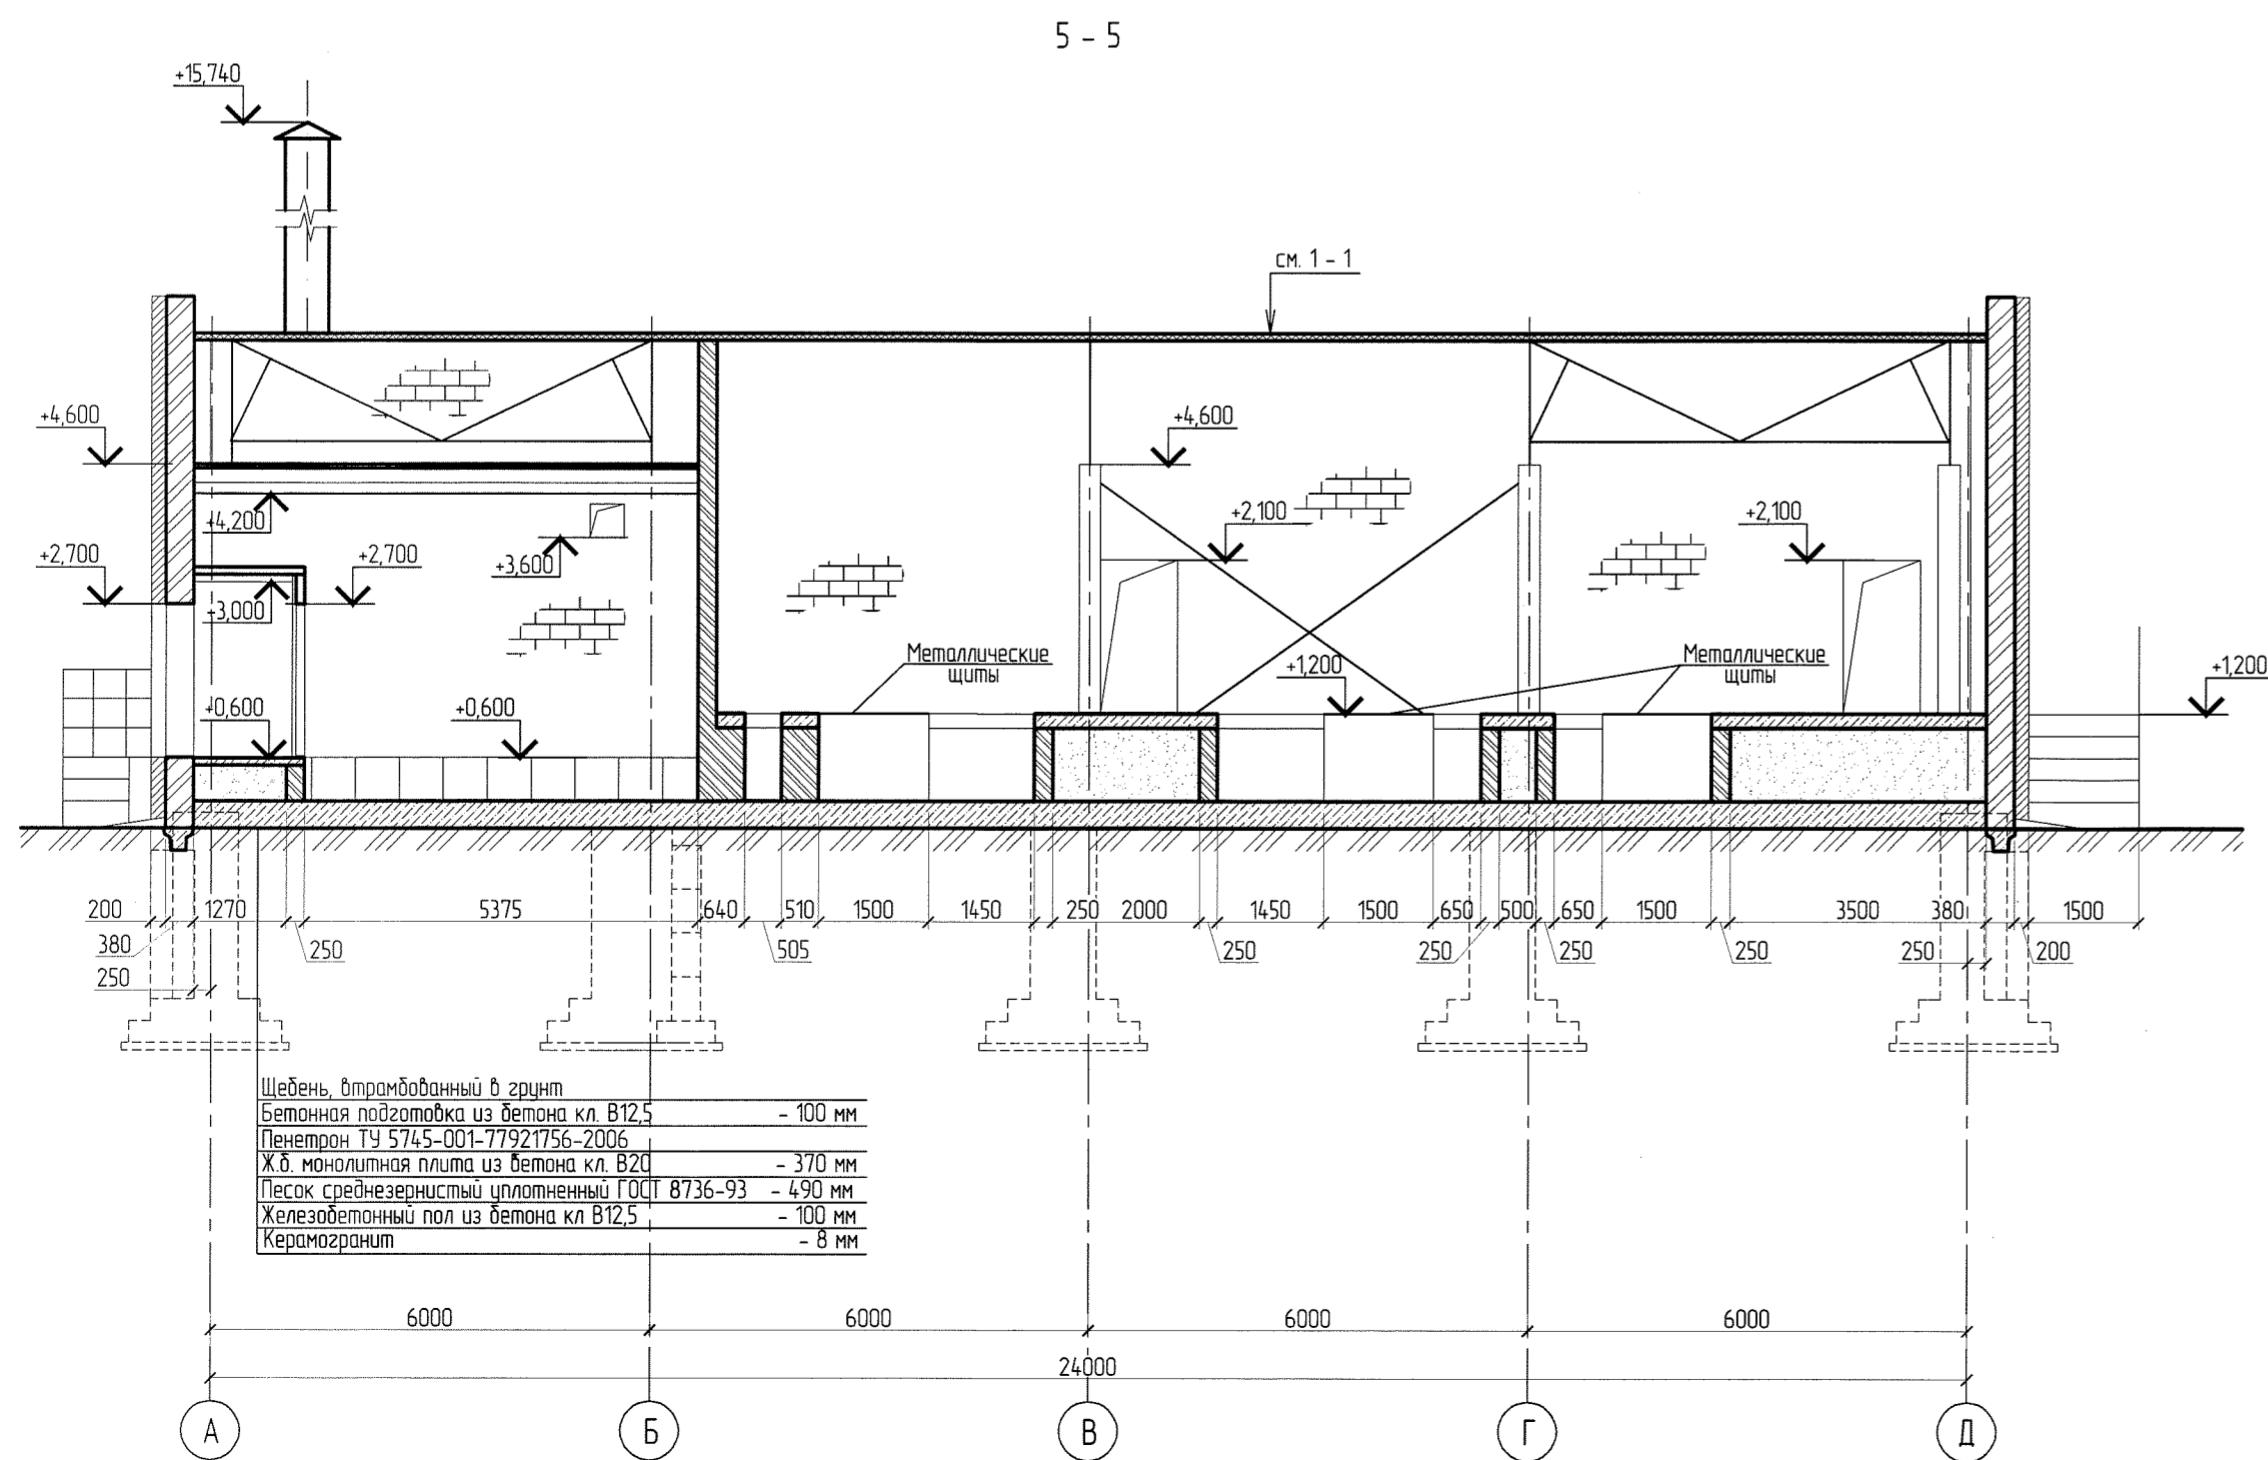 5 - 5
+15,740
см. 1 - 1
+4,600
+4,600
+4,200
+2,100
+2,100
+2,700
+2,700
+3,600
+3,000
Металлические
щиты
+1,200
Металлические
щиты
+1,200
+0,600
+0,600
200
1270
5375
640
510
1500
1450
250
2000
1450
1500
650
500
650
1500
3500
380
1500
380
250
505
250
250
250
250
250
200
250
Щебень, втрамбованный в грунт
Бетонная подготовка из бетона кл. В12,5 - 100 мм
Пенетрон ТУ 5745-001-77921756-2006
Ж.б. монолитная плита из бетона кл. В20 - 370 мм
Песок среднезернистый уплотненный ГОСТ 8736-93 - 490 мм
Железобетонный пол из бетона кл В12,5 - 100 мм
Керамогранит - 8 мм
6000
6000
6000
6000
24000
А
Б
В
Г
Д